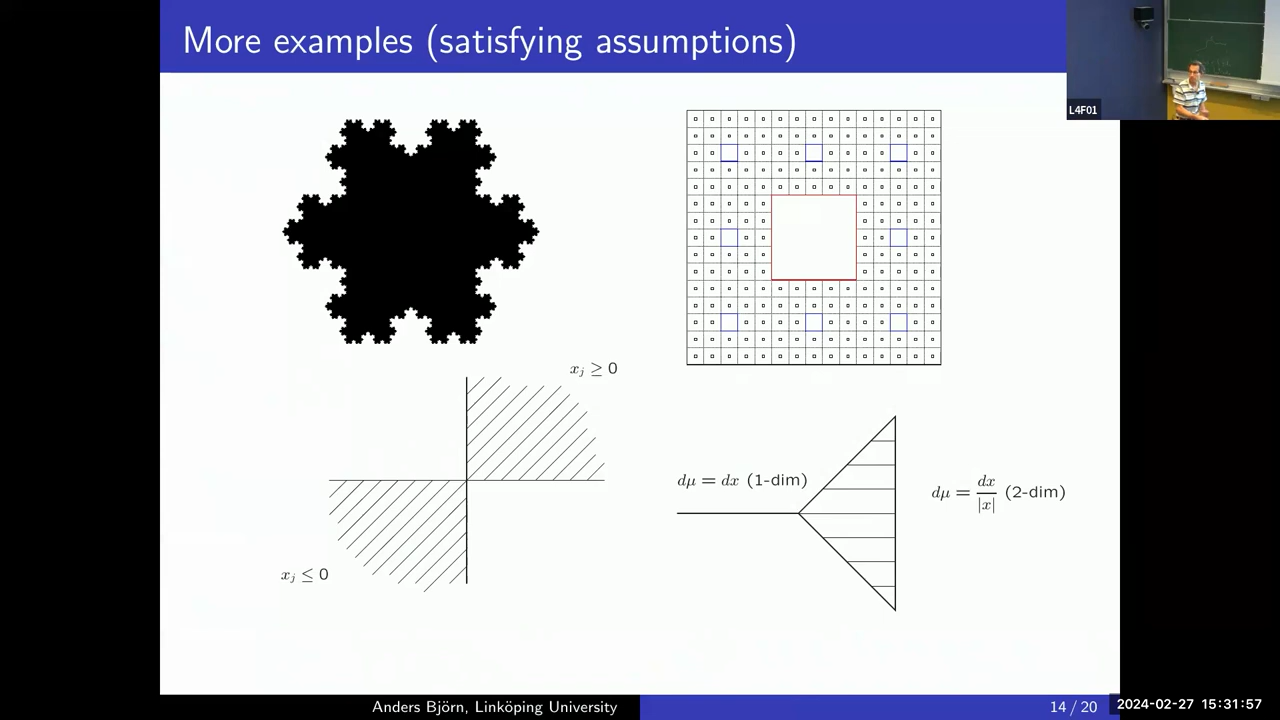 More examples (satisfying assumptions)
L4F01
x_j ≥ 0
x_j ≤ 0
dμ = dx (1-dim)
dμ = dx/|x| (2-dim)
Anders Björn, Linköping University
14 / 20
2024-02-27 15:31:57